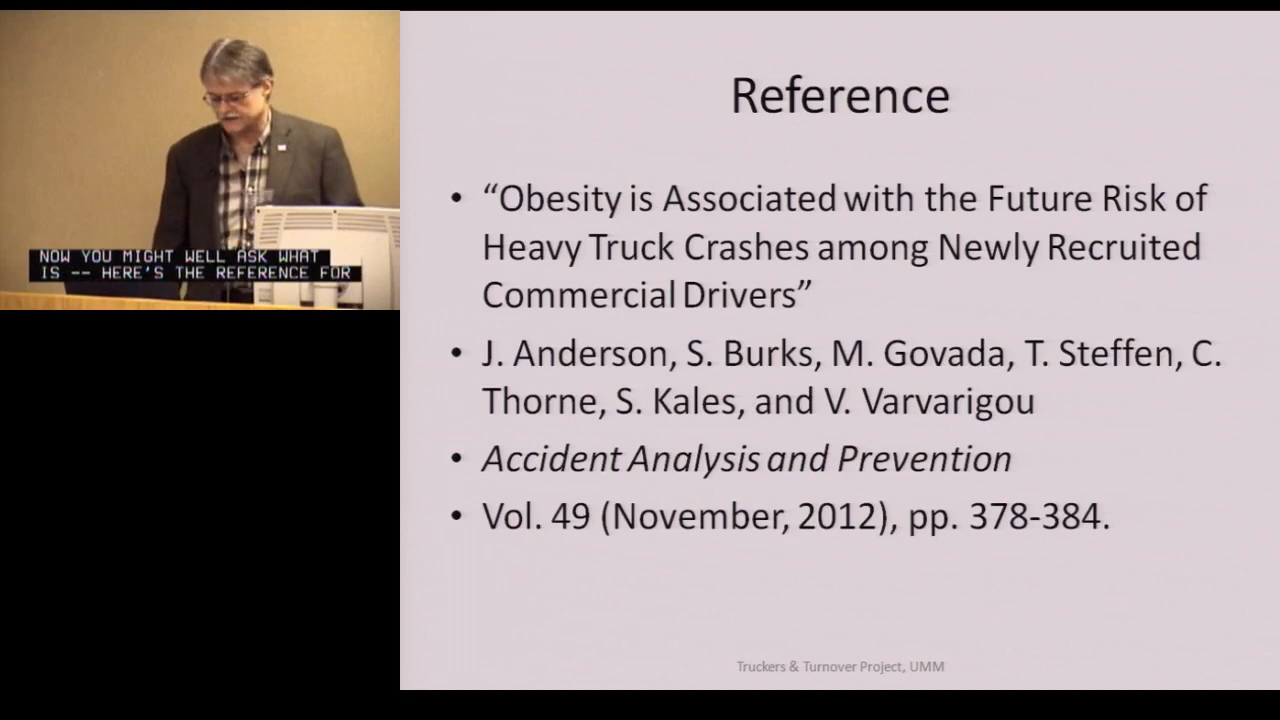 NOW YOU MIGHT WELL ASK WHAT
IS -- HERE'S THE REFERENCE FOR
Reference
• “Obesity is Associated with the Future Risk of
Heavy Truck Crashes among Newly Recruited
Commercial Drivers”
• J. Anderson, S. Burks, M. Govada, T. Steffen, C.
Thorne, S. Kales, and V. Varvarigou
• Accident Analysis and Prevention
• Vol. 49 (November, 2012), pp. 378-384.
Truckers & Turnover Project, UMM